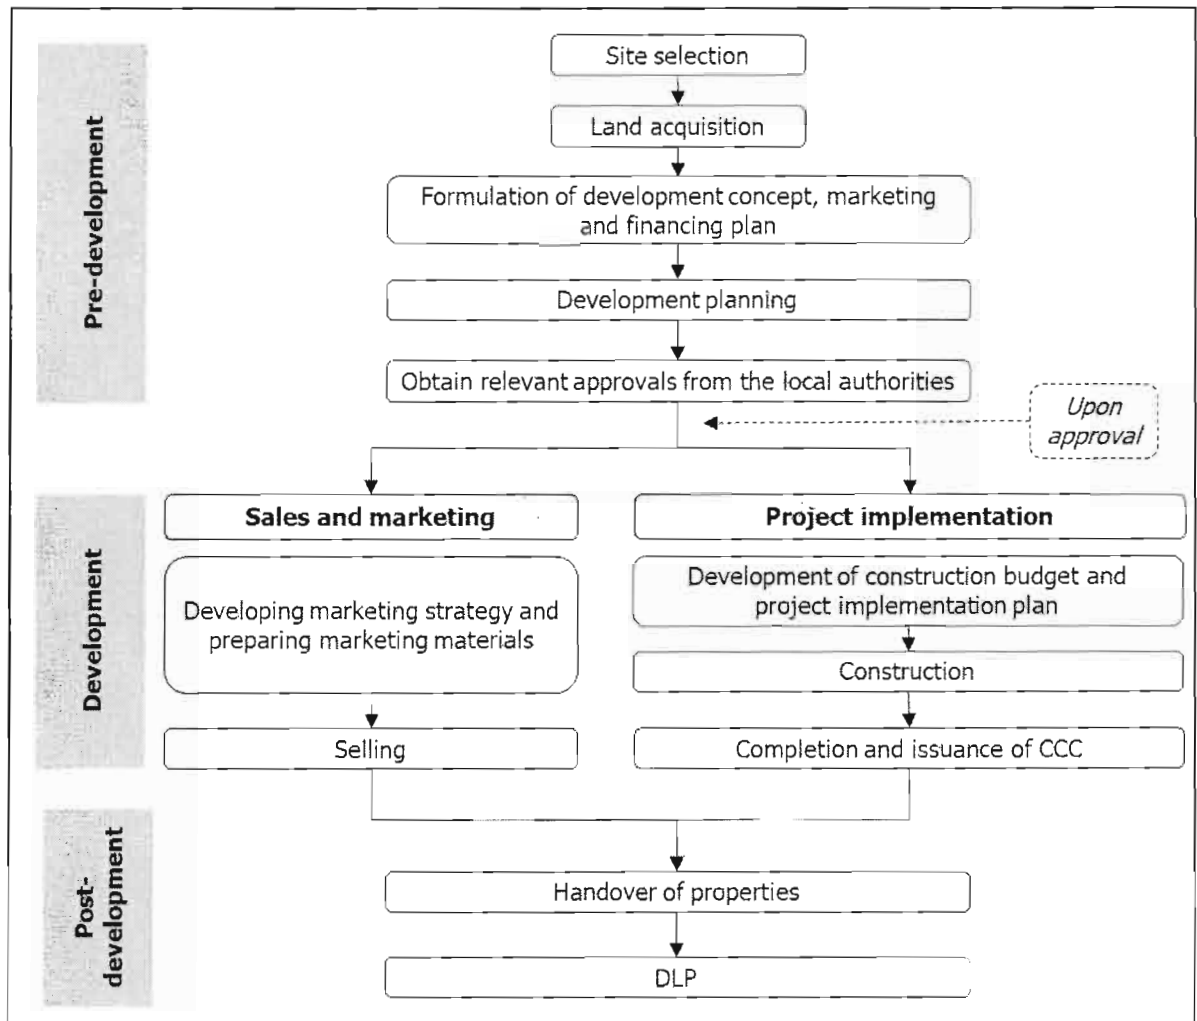 Pre-development
Site selection
Land acquisition
Formulation of development concept, marketing
and financing plan
Development planning
Obtain relevant approvals from the local authorities
Upon
approval
Development
Sales and marketing
Developing marketing strategy and
preparing marketing materials
Selling
Project implementation
Development of construction budget and
project implementation plan
Construction
Completion and issuance of CCC
Post-
development
Handover of properties
DLP